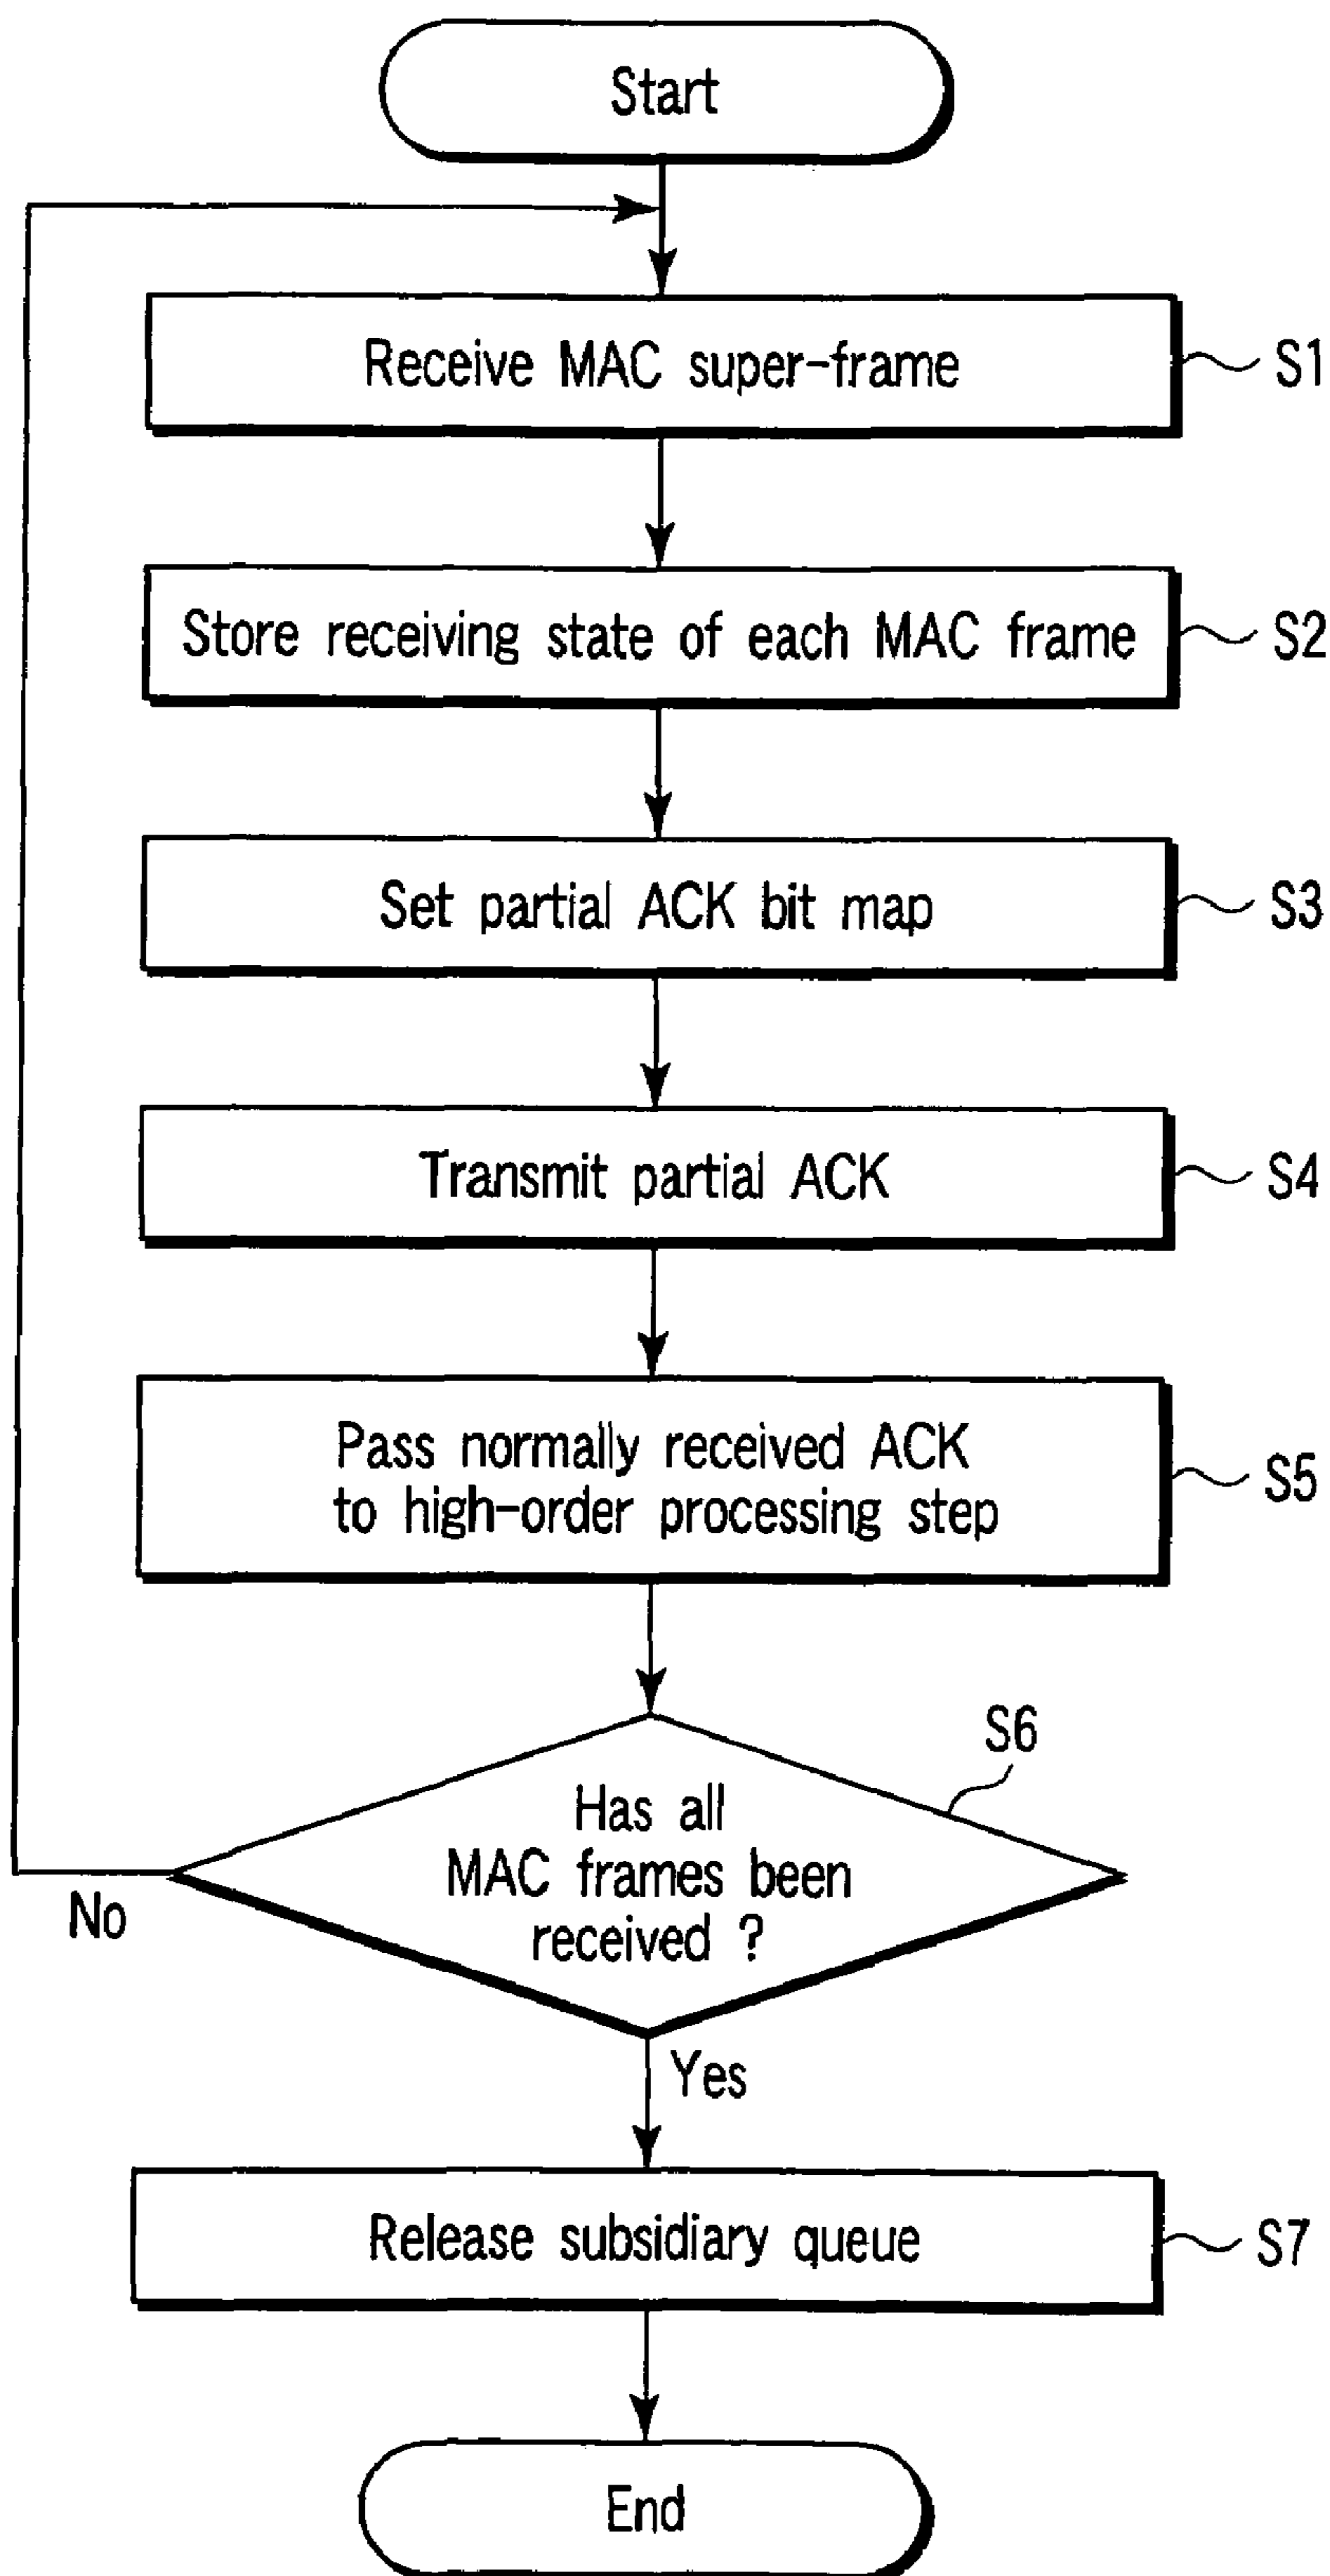 Start
Receive MAC super-frame
S1
Store receiving state of each MAC frame
S2
Set partial ACK bit map
S3
Transmit partial ACK
S4
Pass normally received ACK
to high-order processing step
S5
S6
Has all
MAC frames been
received ?
No
Yes
Release subsidiary queue
S7
End